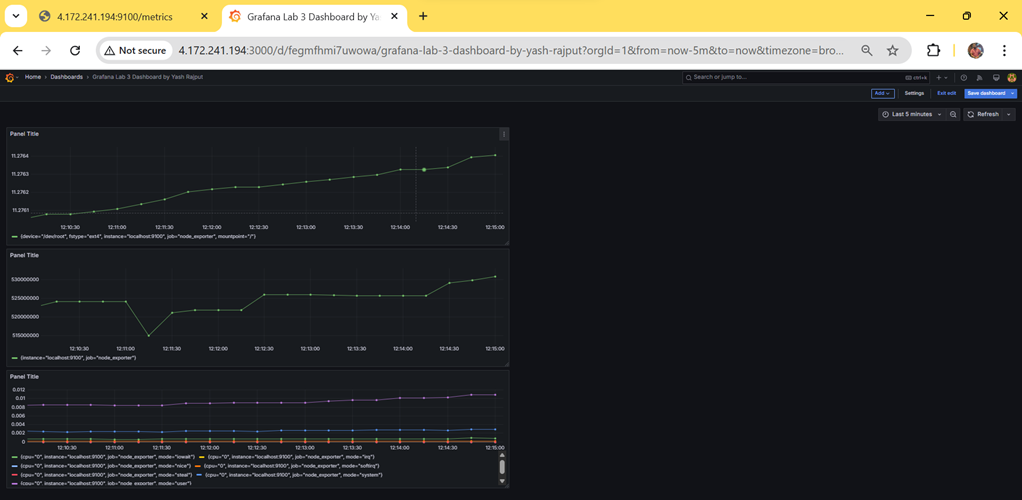 4.172.241.194:9100/metrics
Grafana Lab 3 Dashboard by Ya
Not secure
4.172.241.194:3000/d/fegmfhmi7uwowa/grafana-lab-3-dashboard-by-yash-rajput?orgId=1&from=now-5m&to=now&timezone=bro...
Home › Dashboards › Grafana Lab 3 Dashboard by Yash Rajput
Search or jump to...
ctrl+k
Add
Settings
Exit edit
Save dashboard
Last 5 minutes
Refresh
Panel Title
11.2764
11.2763
11.2762
11.2761
12:10:30 12:11:00 12:11:30 12:12:00 12:12:30 12:13:00 12:13:30 12:14:00 12:14:30 12:15:00
{device="/dev/root", fstype="ext4", instance="localhost:9100", job="node_exporter", mountpoint="/"}
Panel Title
530000000
525000000
520000000
515000000
12:10:30 12:11:00 12:11:30 12:12:00 12:12:30 12:13:00 12:13:30 12:14:00 12:14:30 12:15:00
{instance="localhost:9100", job="node_exporter"}
Panel Title
0.012
0.01
0.008
0.006
0.004
0.002
0
12:10:30 12:11:00 12:11:30 12:12:00 12:12:30 12:13:00 12:13:30 12:14:00 12:14:30 12:15:00
{cpu="0", instance="localhost:9100", job="node_exporter", mode="iowait"} {cpu="0", instance="localhost:9100", job="node_exporter", mode="irq"}
{cpu="0", instance="localhost:9100", job="node_exporter", mode="nice"} {cpu="0", instance="localhost:9100", job="node_exporter", mode="softirq"}
{cpu="0", instance="localhost:9100", job="node_exporter", mode="steal"} {cpu="0", instance="localhost:9100", job="node_exporter", mode="system"}
{cpu="0", instance="localhost:9100", job="node_exporter", mode="user"}